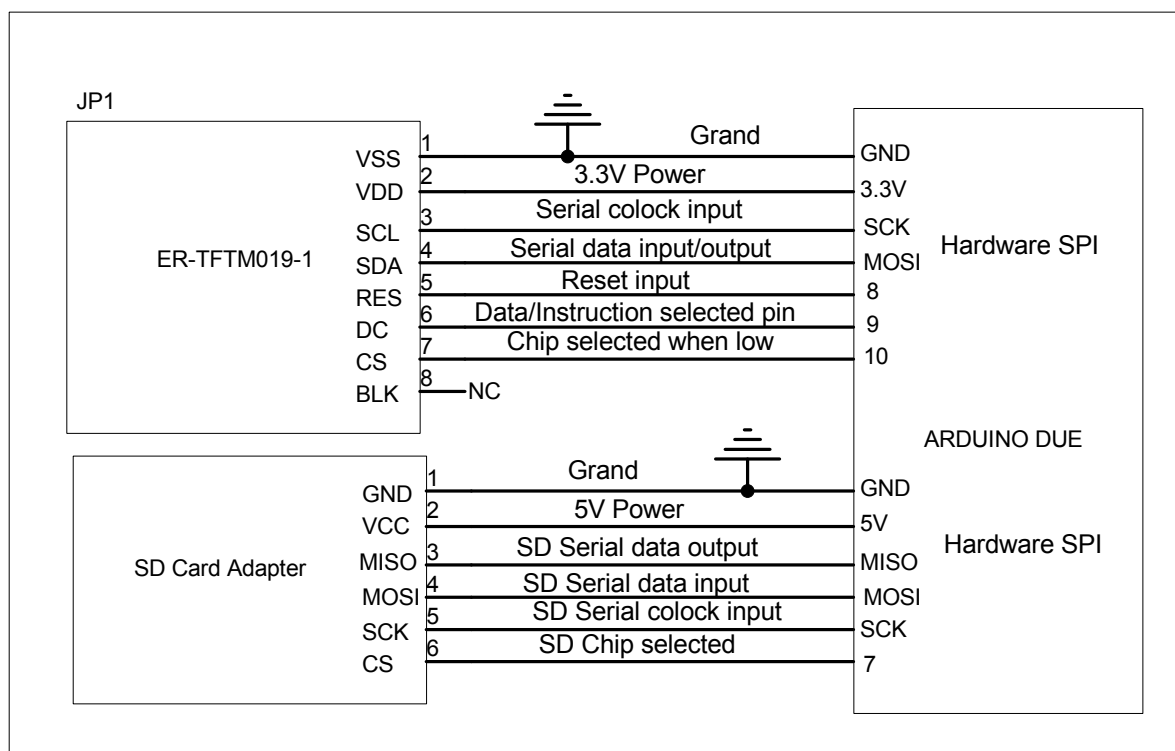 JP1
ER-TFTM019-1
VSS 1 Grand GND
VDD 2 3.3V Power 3.3V
SCL 3 Serial colock input SCK
SDA 4 Serial data input/output MOSI
RES 5 Reset input 8
DC 6 Data/Instruction selected pin 9
CS 7 Chip selected when low 10
BLK 8 NC
Hardware SPI
ARDUINO DUE
SD Card Adapter
GND 1 Grand GND
VCC 2 5V Power 5V
MISO 3 SD Serial data output MISO
MOSI 4 SD Serial data input MOSI
SCK 5 SD Serial colock input SCK
CS 6 SD Chip selected 7
Hardware SPI